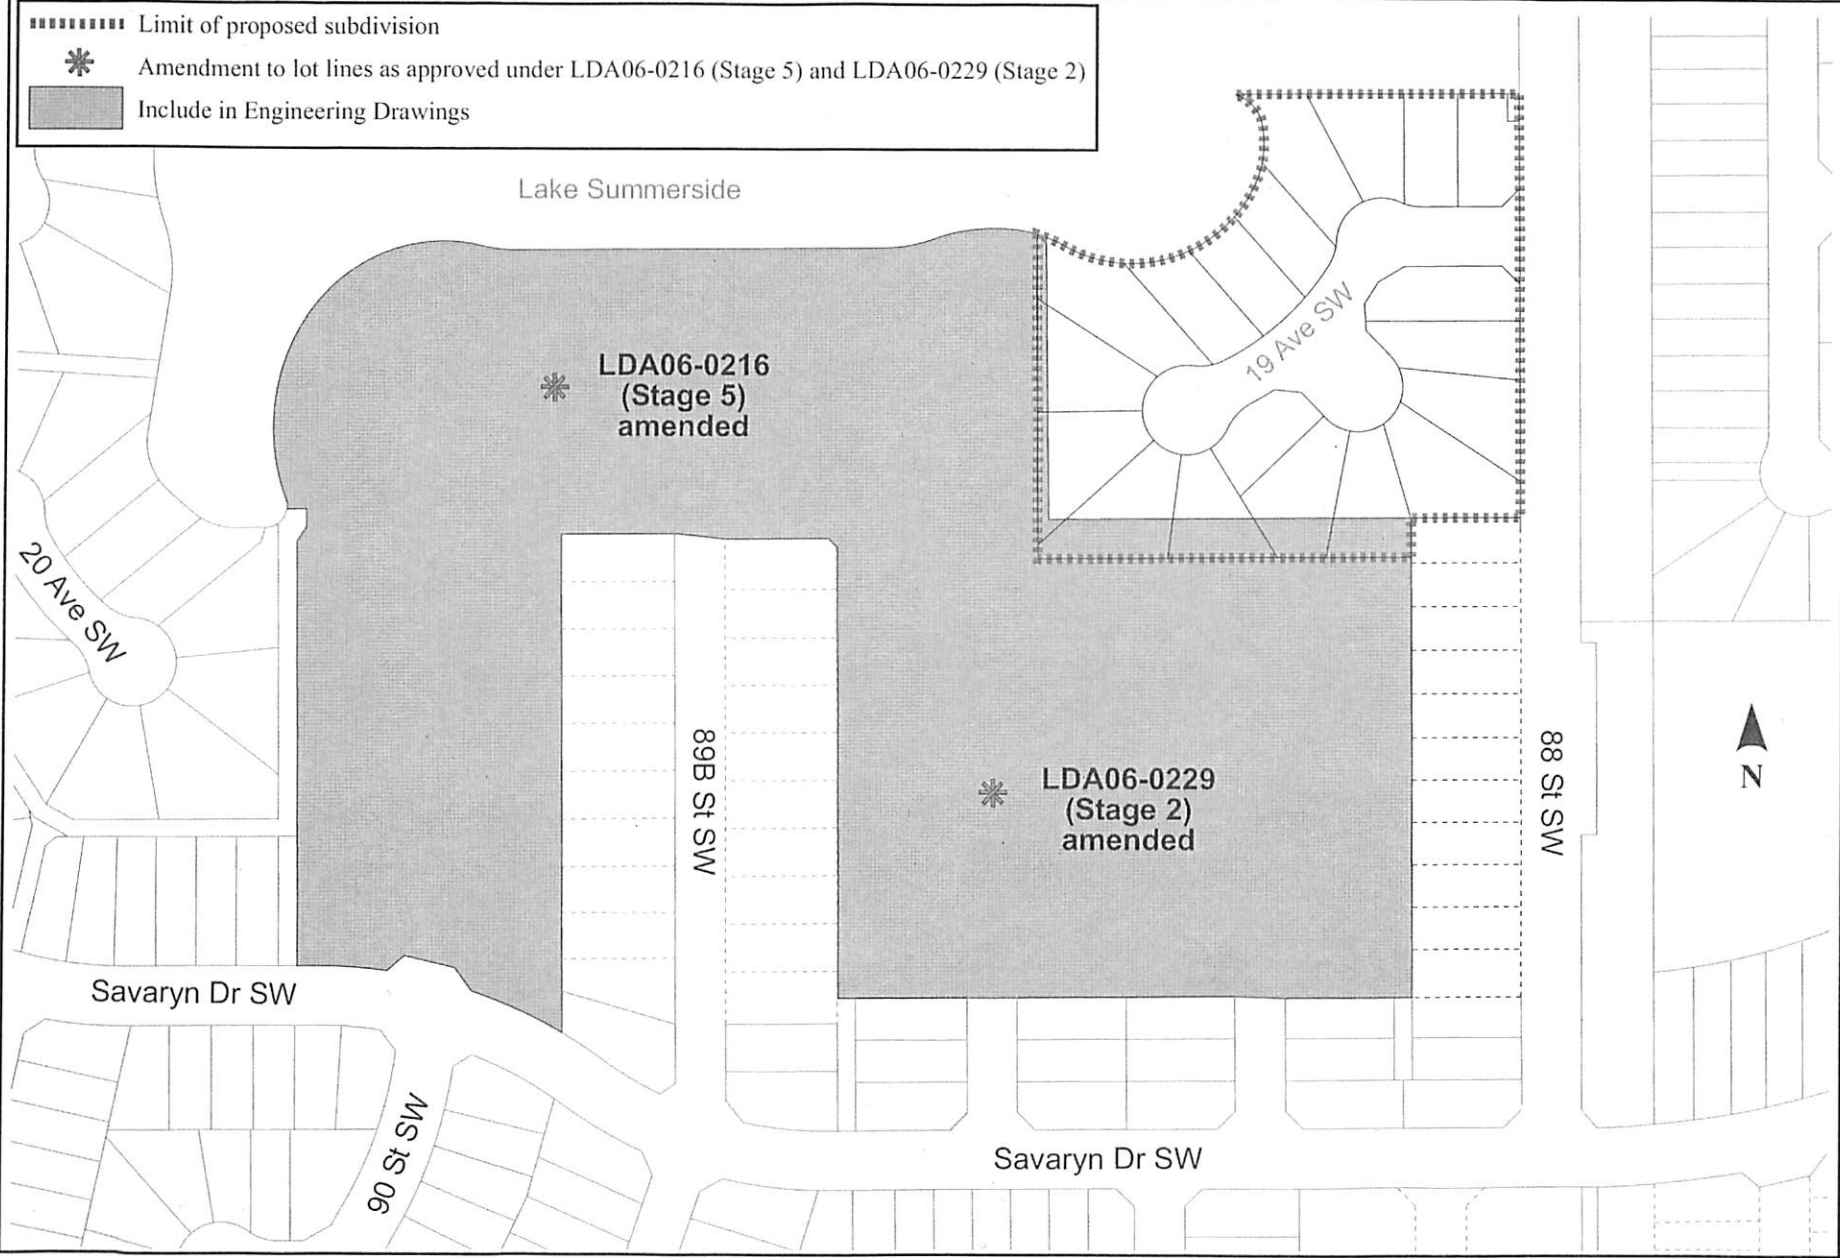 Limit of proposed subdivision
Amendment to lot lines as approved under LDA06-0216 (Stage 5) and LDA06-0229 (Stage 2)
Include in Engineering Drawings
Lake Summerside
LDA06-0216
(Stage 5)
amended
19 Ave SW
20 Ave SW
89B St SW
LDA06-0229
(Stage 2)
amended
88 St SW
N
Savaryn Dr SW
90 St SW
Savaryn Dr SW